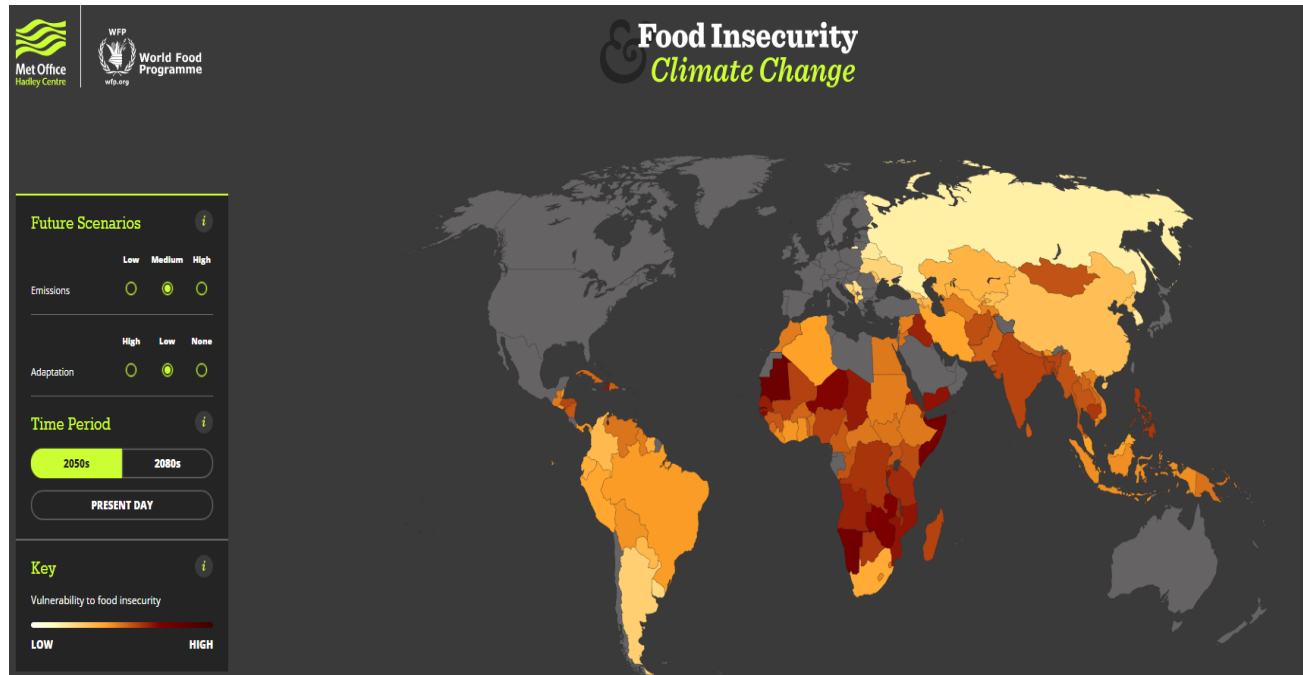 Met Office
Hadley Centre
WFP
wfp.org
World Food
Programme
&
Food Insecurity
Climate Change
Future Scenarios
i
Low Medium High
Emissions
High Low None
Adaptation
Time Period
i
2050s 2080s
PRESENT DAY
Key
i
Vulnerability to food insecurity
LOW HIGH